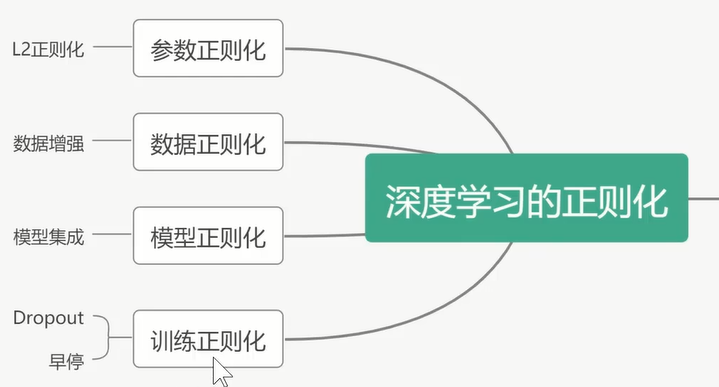 L2正则化
参数正则化
数据增强
数据正则化
深度学习的正则化
模型集成
模型正则化
Dropout
训练正则化
早停